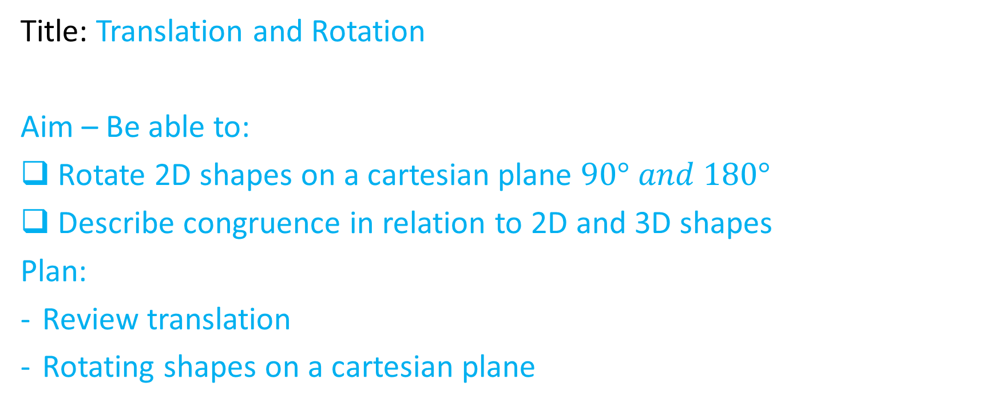 Title: Translation and Rotation
Aim – Be able to:
❑ Rotate 2D shapes on a cartesian plane 90° and 180°
❑ Describe congruence in relation to 2D and 3D shapes
Plan:
- Review translation
- Rotating shapes on a cartesian plane